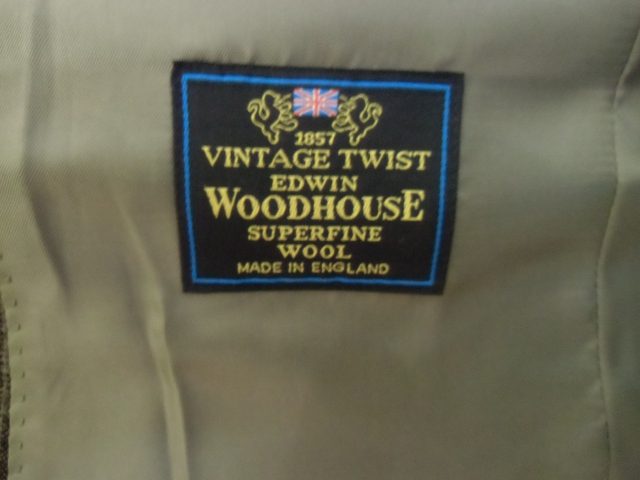 1857
VINTAGE TWIST
EDWIN
WOODHOUSE
SUPERFINE
WOOL
MADE IN ENGLAND